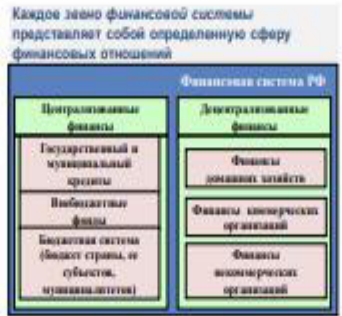 Каждое звено финансовой системы
представляет собой определенную сферу
финансовых отношений
Финансовая система РФ
Централизованные
финансы
Государственный и
муниципальный
кредиты
Внебюджетные
фонды
Бюджетная система
(бюджет страны, ее
субъектов,
муниципалитетов)
Децентрализованные
финансы
Финансы
домашних хозяйств
Финансы коммерческих
организаций
Финансы
некоммерческих
организаций